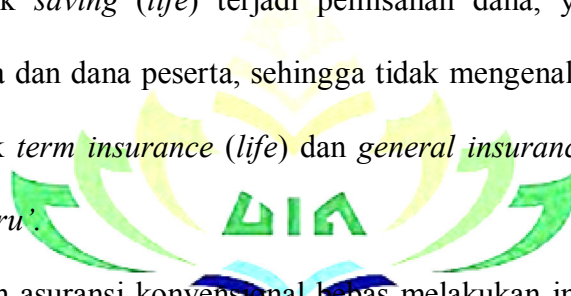 k saving (life) terjadi pemisahan dana, y
a dan dana peserta, sehingga tidak mengenal
k term insurance (life) dan general insuranc
ru’.
UIN
n asuransi konvensional bebas melakukan in